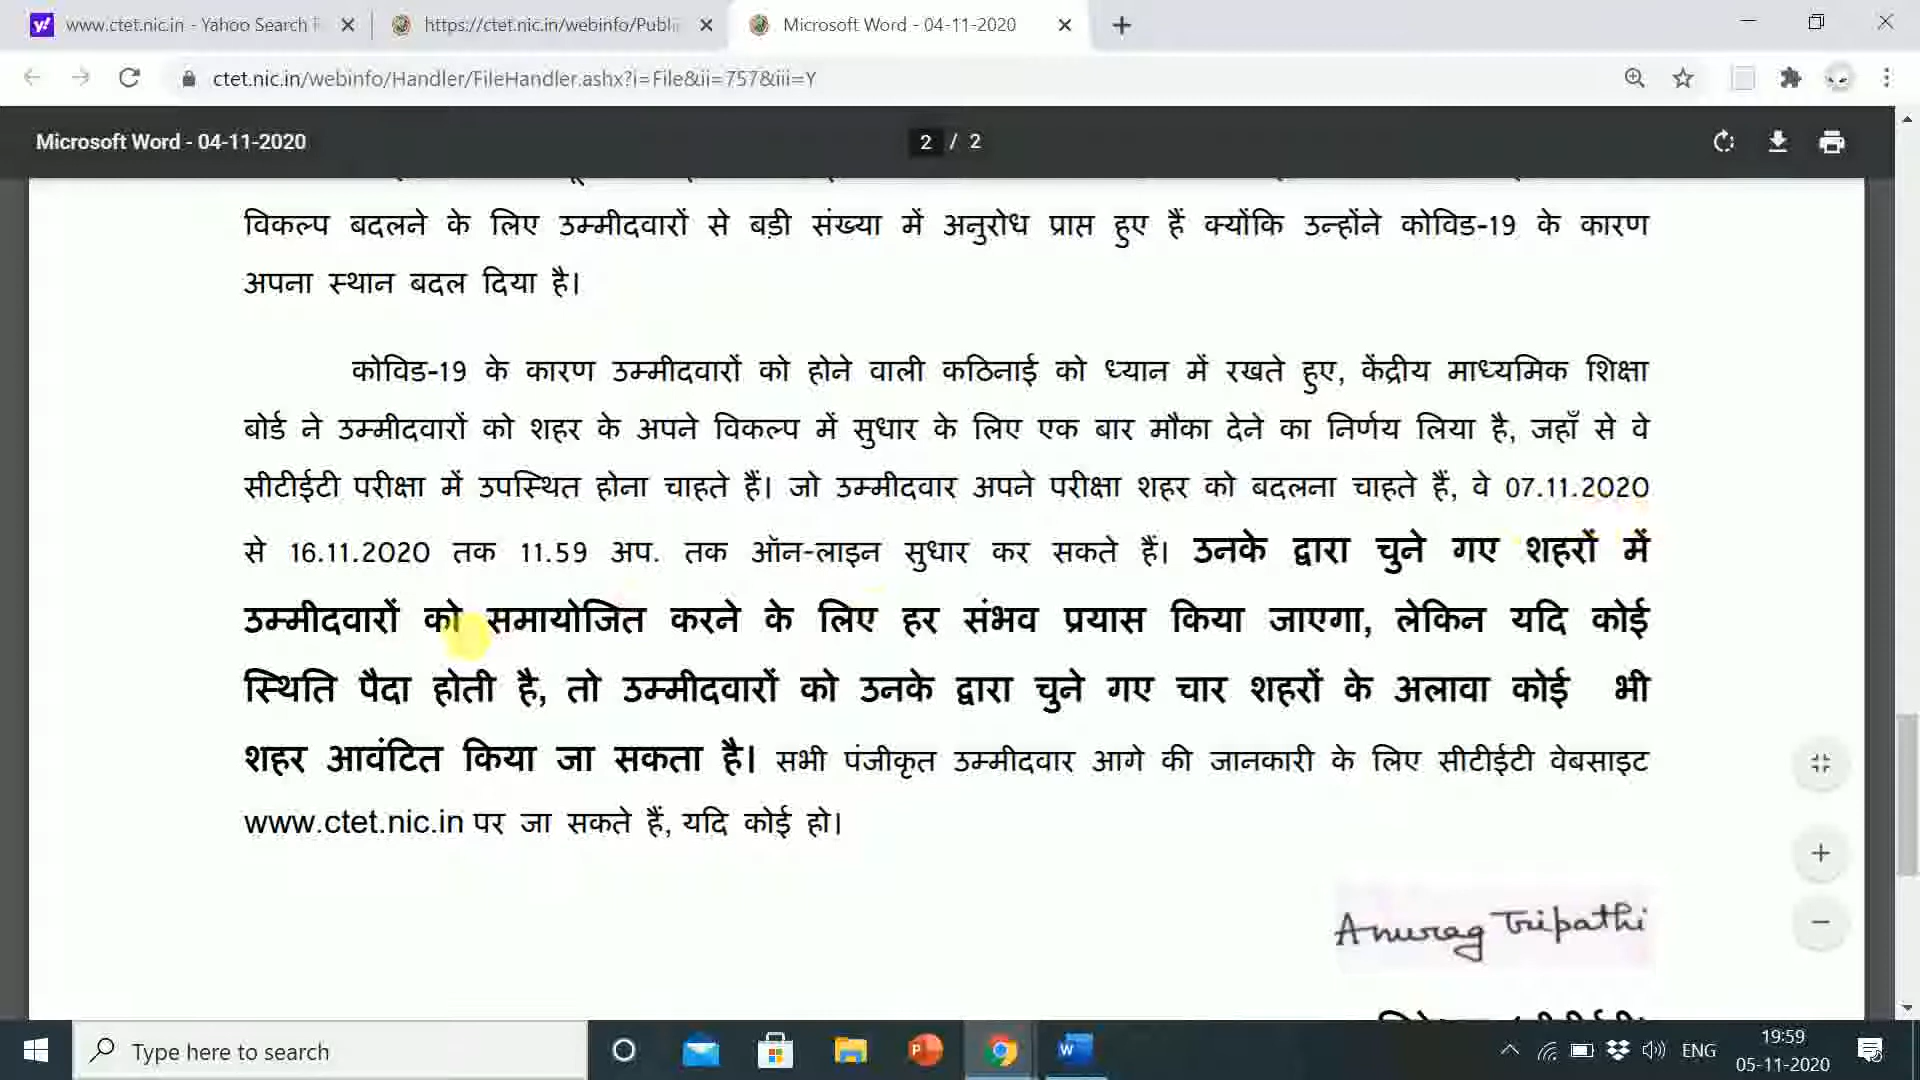 www.ctet.nic.in - Yahoo Search
https://ctet.nic.in/webinfo/Publi
Microsoft Word - 04-11-2020
ctet.nic.in/webinfo/Handler/FileHandler.ashx?i=File&ii=757&iii=Y
Microsoft Word - 04-11-2020
2 / 2
विकल्प बदलने के लिए उम्मीदवारों से बड़ी संख्या में अनुरोध प्राप्त हुए हैं क्योंकि उन्होंने कोविड-19 के कारण
अपना स्थान बदल दिया है।
कोविड-19 के कारण उम्मीदवारों को होने वाली कठिनाई को ध्यान में रखते हुए, केंद्रीय माध्यमिक शिक्षा
बोर्ड ने उम्मीदवारों को शहर के अपने विकल्प में सुधार के लिए एक बार मौका देने का निर्णय लिया है, जहाँ से वे
सीटीईटी परीक्षा में उपस्थित होना चाहते हैं। जो उम्मीदवार अपने परीक्षा शहर को बदलना चाहते हैं, वे 07.11.2020
से 16.11.2020 तक 11.59 अप. तक ऑन-लाइन सुधार कर सकते हैं। उनके द्वारा चुने गए शहरों में
उम्मीदवारों को समायोजित करने के लिए हर संभव प्रयास किया जाएगा, लेकिन यदि कोई
स्थिति पैदा होती है, तो उम्मीदवारों को उनके द्वारा चुने गए चार शहरों के अलावा कोई भी
शहर आवंटित किया जा सकता है। सभी पंजीकृत उम्मीदवार आगे की जानकारी के लिए सीटीईटी वेबसाइट
www.ctet.nic.in पर जा सकते हैं, यदि कोई हो।
Anurag Tripathi
Type here to search
ENG
19:59
05-11-2020